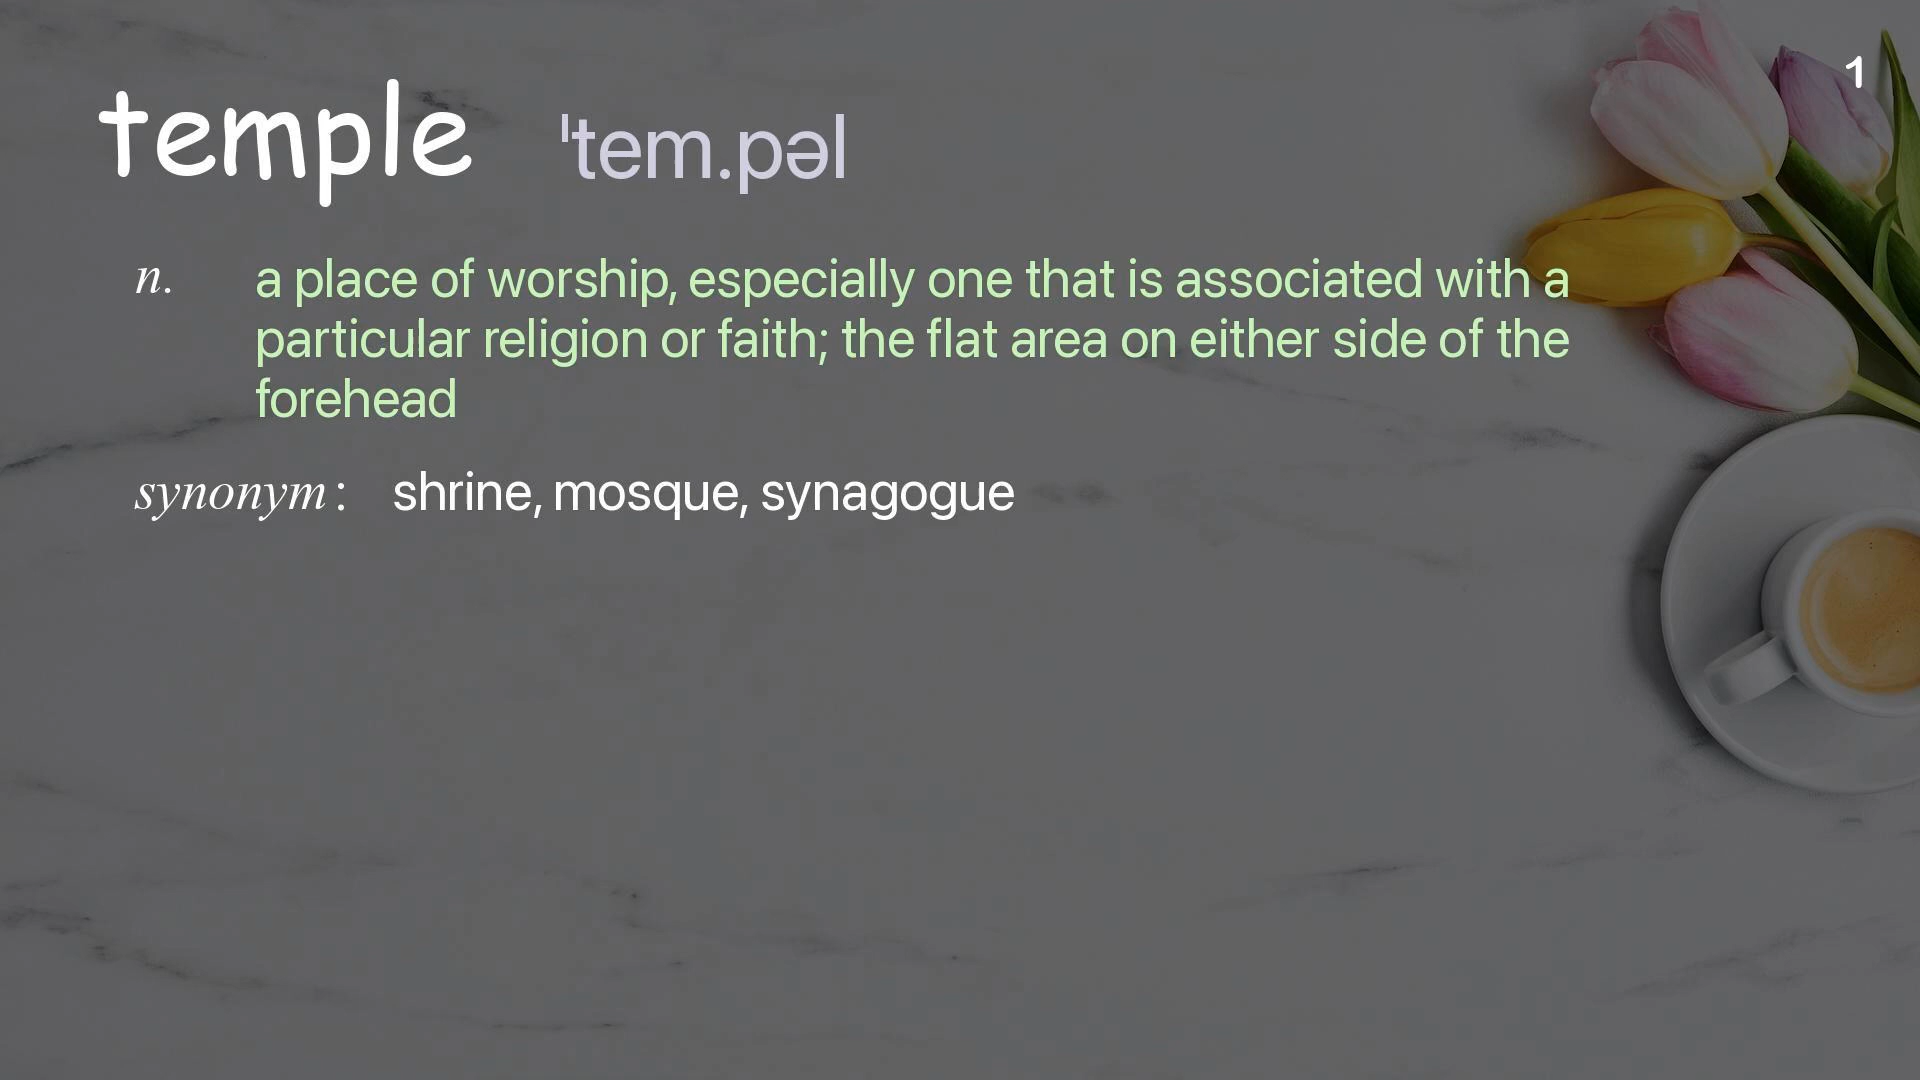 1
temple ˈtem.pəl
n. a place of worship, especially one that is associated with a
particular religion or faith; the flat area on either side of the
forehead
synonym : shrine, mosque, synagogue